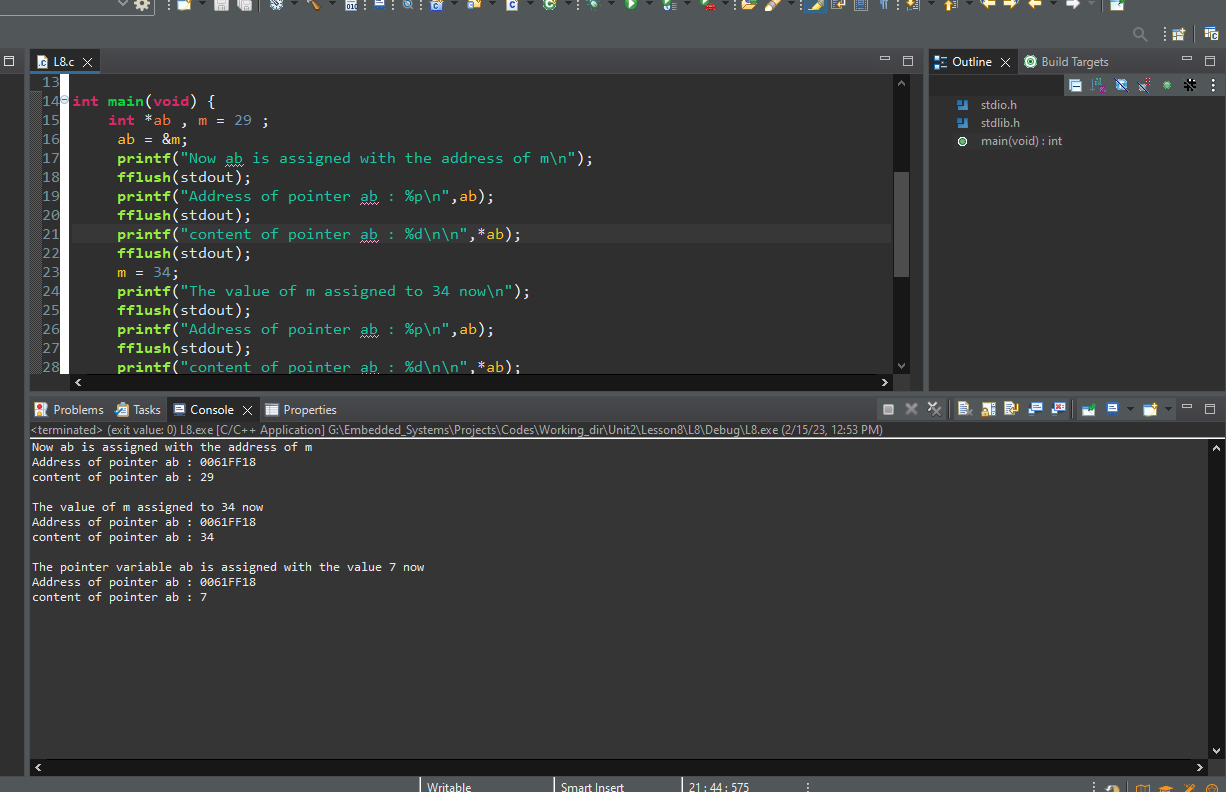 L8.c
Outline
Build Targets
13
14 int main(void) {
15 int *ab , m = 29 ;
16 ab = &m;
17 printf("Now ab is assigned with the address of m\n");
18 fflush(stdout);
19 printf("Address of pointer ab : %p\n",ab);
20 fflush(stdout);
21 printf("content of pointer ab : %d\n\n",*ab);
22 fflush(stdout);
23 m = 34;
24 printf("The value of m assigned to 34 now\n");
25 fflush(stdout);
26 printf("Address of pointer ab : %p\n",ab);
27 fflush(stdout);
28 printf("content of pointer ab : %d\n\n",*ab);
stdio.h
stdlib.h
main(void) : int
Problems Tasks Console Properties
<terminated> (exit value: 0) L8.exe [C/C++ Application] G:\Embedded_Systems\Projects\Codes\Working_dir\Unit2\Lesson8\L8\Debug\L8.exe (2/15/23, 12:53 PM)
Now ab is assigned with the address of m
Address of pointer ab : 0061FF18
content of pointer ab : 29
The value of m assigned to 34 now
Address of pointer ab : 0061FF18
content of pointer ab : 34
The pointer variable ab is assigned with the value 7 now
Address of pointer ab : 0061FF18
content of pointer ab : 7
Writable Smart Insert 21 : 44 : 575